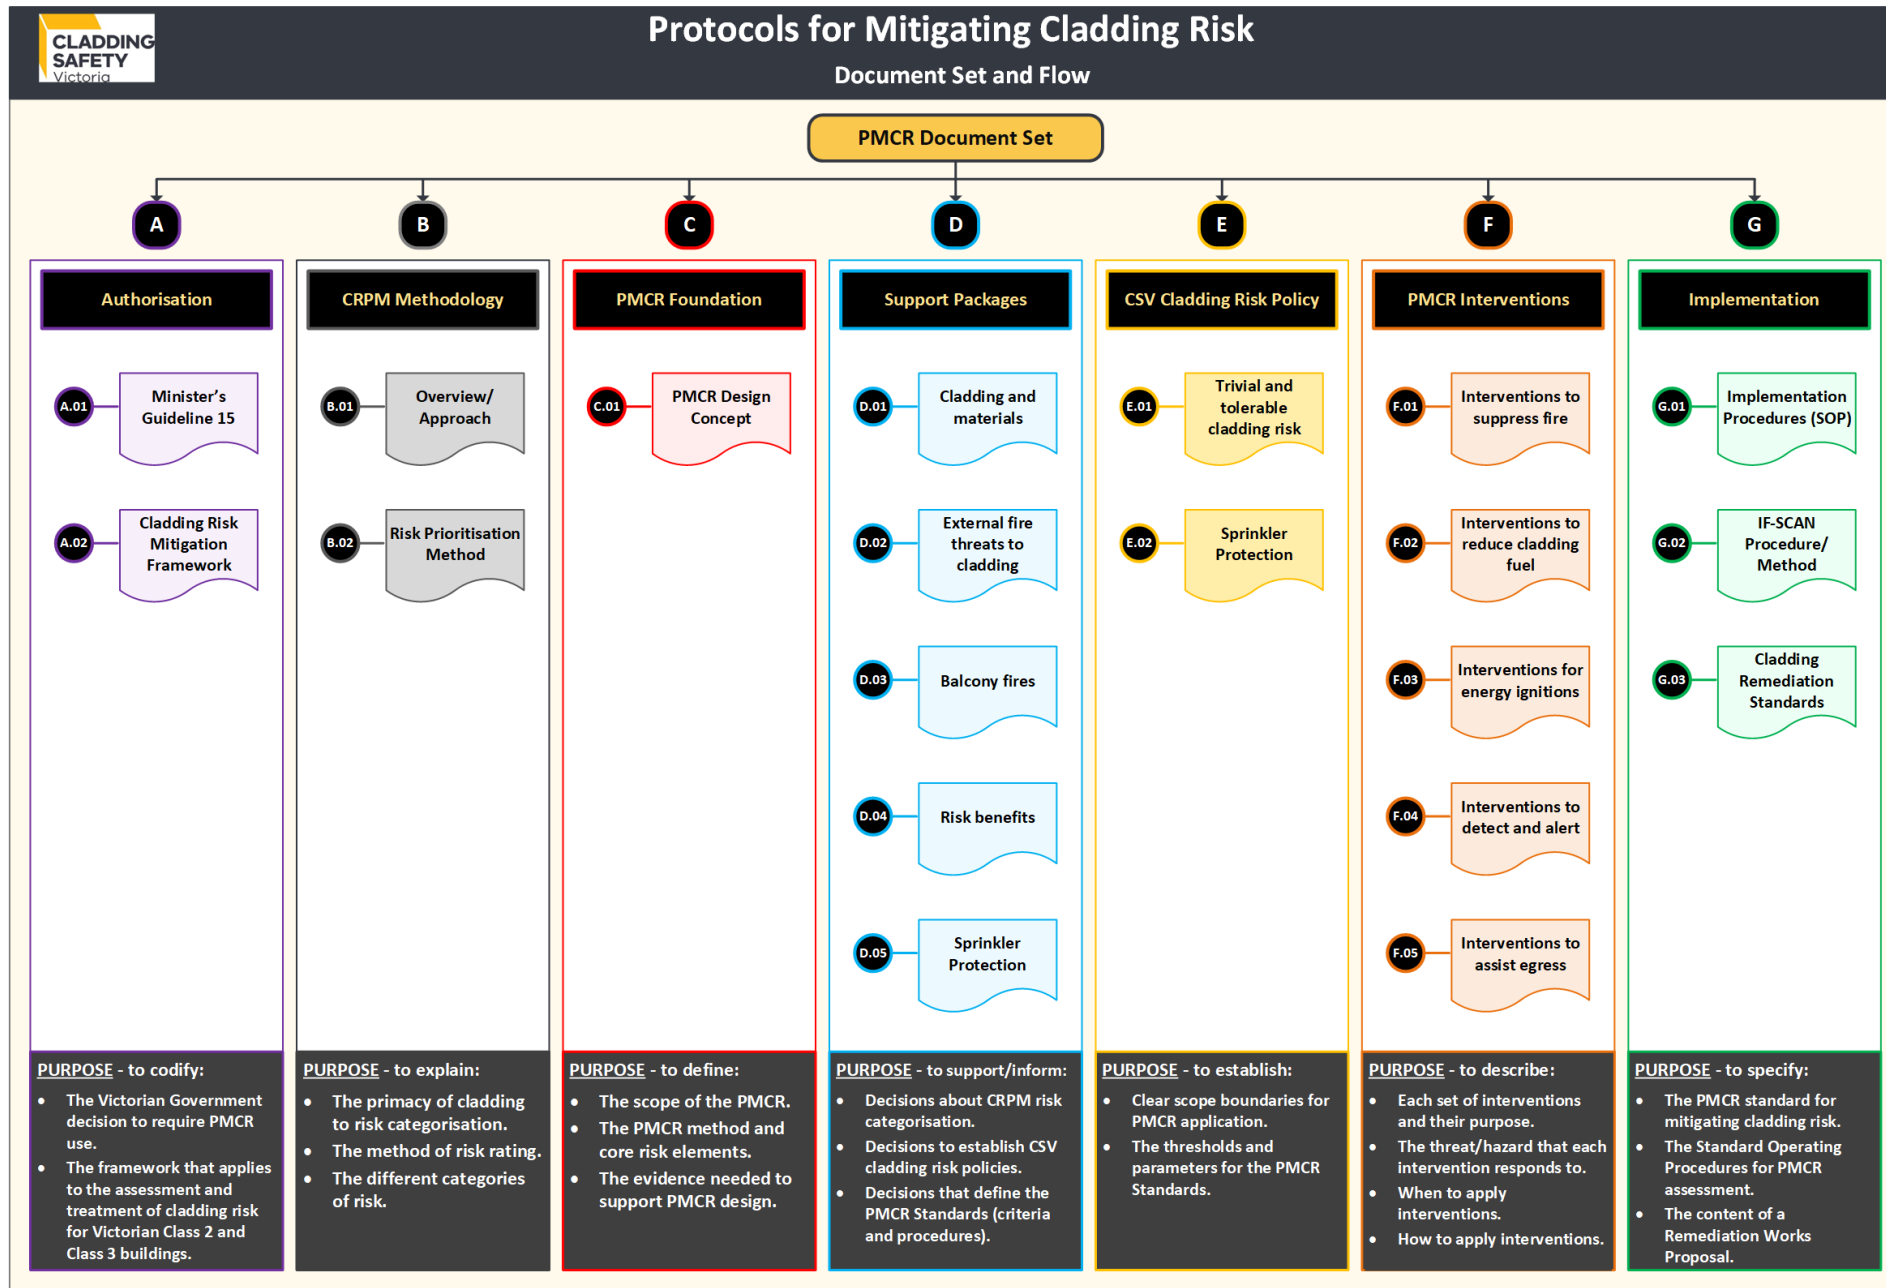 CLADDING
SAFETY
Victoria
Protocols for Mitigating Cladding Risk
Document Set and Flow
PMCR Document Set
A
B
C
D
E
F
G
Authorisation
CRPM Methodology
PMCR Foundation
Support Packages
CSV Cladding Risk Policy
PMCR Interventions
Implementation
A.01
Minister’s
Guideline 15
A.02
Cladding Risk
Mitigation
Framework
B.01
Overview/
Approach
B.02
Risk Prioritisation
Method
C.01
PMCR Design
Concept
D.01
Cladding and
materials
D.02
External fire
threats to
cladding
D.03
Balcony fires
D.04
Risk benefits
D.05
Sprinkler
Protection
E.01
Trivial and
tolerable
cladding risk
E.02
Sprinkler
Protection
F.01
Interventions to
suppress fire
F.02
Interventions to
reduce cladding
fuel
F.03
Interventions for
energy ignitions
F.04
Interventions to
detect and alert
F.05
Interventions to
assist egress
G.01
Implementation
Procedures (SOP)
G.02
IF-SCAN
Procedure/
Method
G.03
Cladding
Remediation
Standards
PURPOSE - to codify:
• The Victorian Government
decision to require PMCR
use.
• The framework that applies
to the assessment and
treatment of cladding risk
for Victorian Class 2 and
Class 3 buildings.
PURPOSE - to explain:
• The primacy of cladding
to risk categorisation.
• The method of risk rating.
• The different categories
of risk.
PURPOSE - to define:
• The scope of the PMCR.
• The PMCR method and
core risk elements.
• The evidence needed to
support PMCR design.
PURPOSE - to support/inform:
• Decisions about CRPM risk
categorisation.
• Decisions to establish CSV
cladding risk policies.
• Decisions that define the
PMCR Standards (criteria
and procedures).
PURPOSE - to establish:
• Clear scope boundaries for
PMCR application.
• The thresholds and
parameters for the PMCR
Standards.
PURPOSE - to describe:
• Each set of interventions
and their purpose.
• The threat/hazard that each
intervention responds to.
• When to apply
interventions.
• How to apply interventions.
PURPOSE - to specify:
• The PMCR standard for
mitigating cladding risk.
• The Standard Operating
Procedures for PMCR
assessment.
• The content of a
Remediation Works
Proposal.